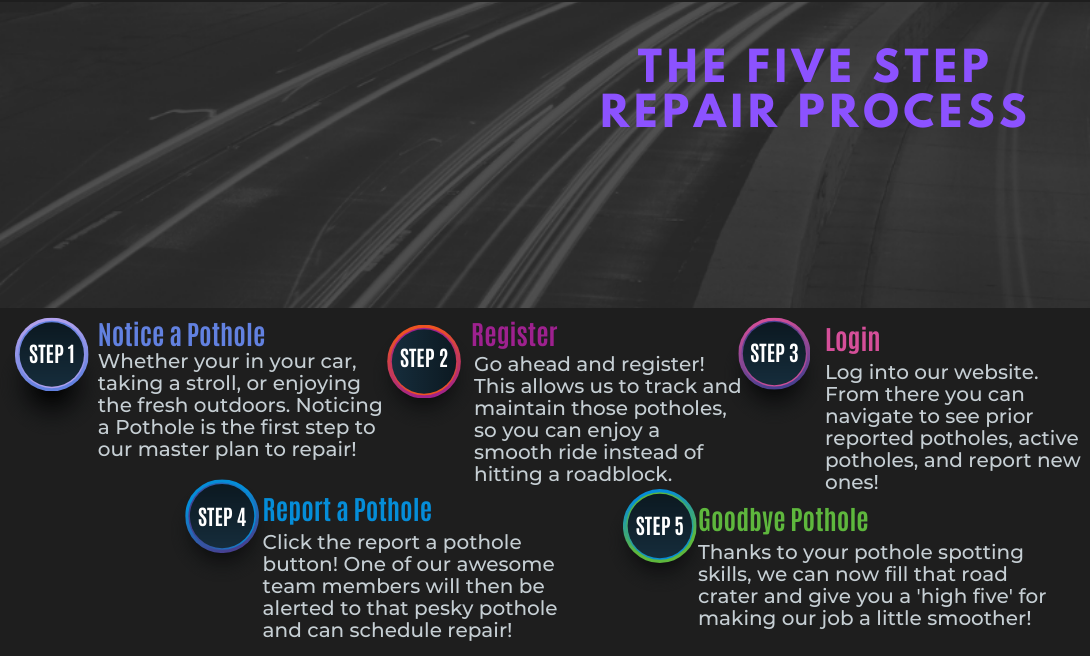 THE FIVE STEP
REPAIR PROCESS
STEP 1
Notice a Pothole
Whether your in your car,
taking a stroll, or enjoying
the fresh outdoors. Noticing
a Pothole is the first step to
our master plan to repair!
STEP 2
Register
Go ahead and register!
This allows us to track and
maintain those potholes,
so you can enjoy a
smooth ride instead of
hitting a roadblock.
STEP 3
Login
Log into our website.
From there you can
navigate to see prior
reported potholes, active
potholes, and report new
ones!
STEP 4
Report a Pothole
Click the report a pothole
button! One of our awesome
team members will then be
alerted to that pesky pothole
and can schedule repair!
STEP 5
Goodbye Pothole
Thanks to your pothole spotting
skills, we can now fill that road
crater and give you a 'high five' for
making our job a little smoother!